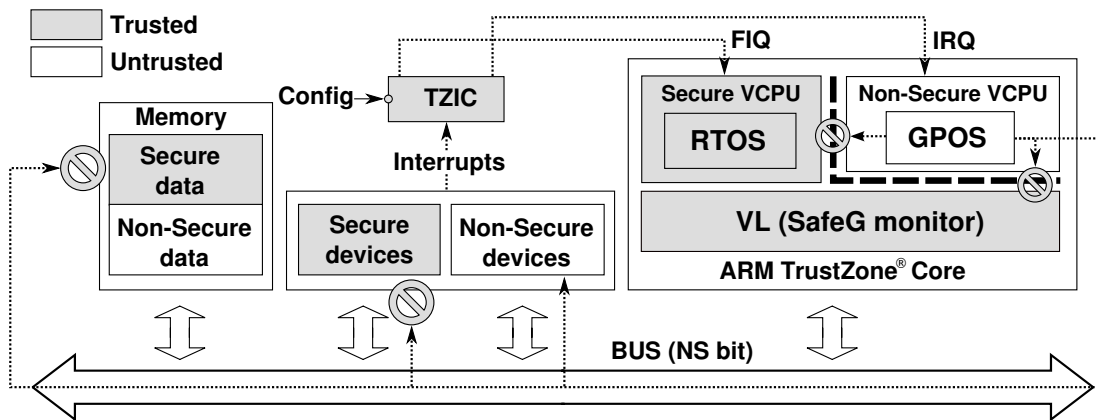 Trusted
Untrusted
FIQ
IRQ
Config
TZIC
Interrupts
Memory
Secure
data
Non-Secure
data
Secure
devices
Non-Secure
devices
Secure VCPU
RTOS
Non-Secure VCPU
GPOS
VL (SafeG monitor)
ARM TrustZone® Core
BUS (NS bit)